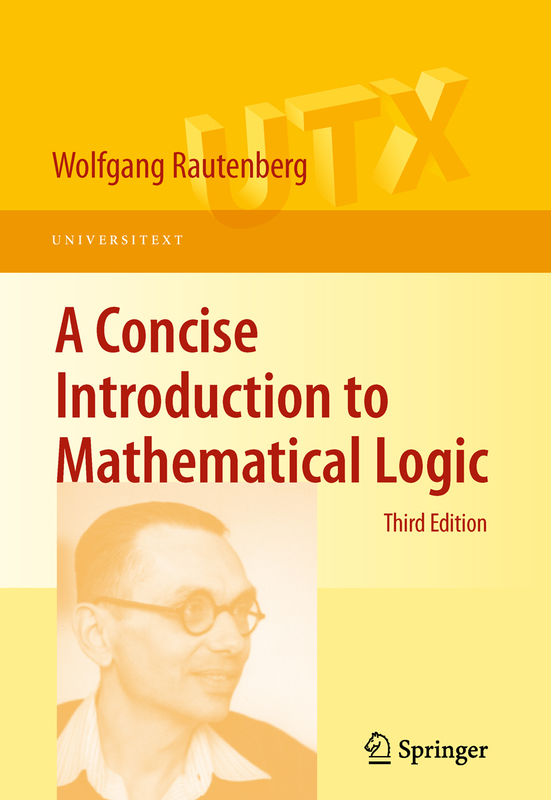 UTX
Wolfgang Rautenberg
UNIVERSITEXT
A Concise
Introduction to
Mathematical Logic
Third Edition
Springer